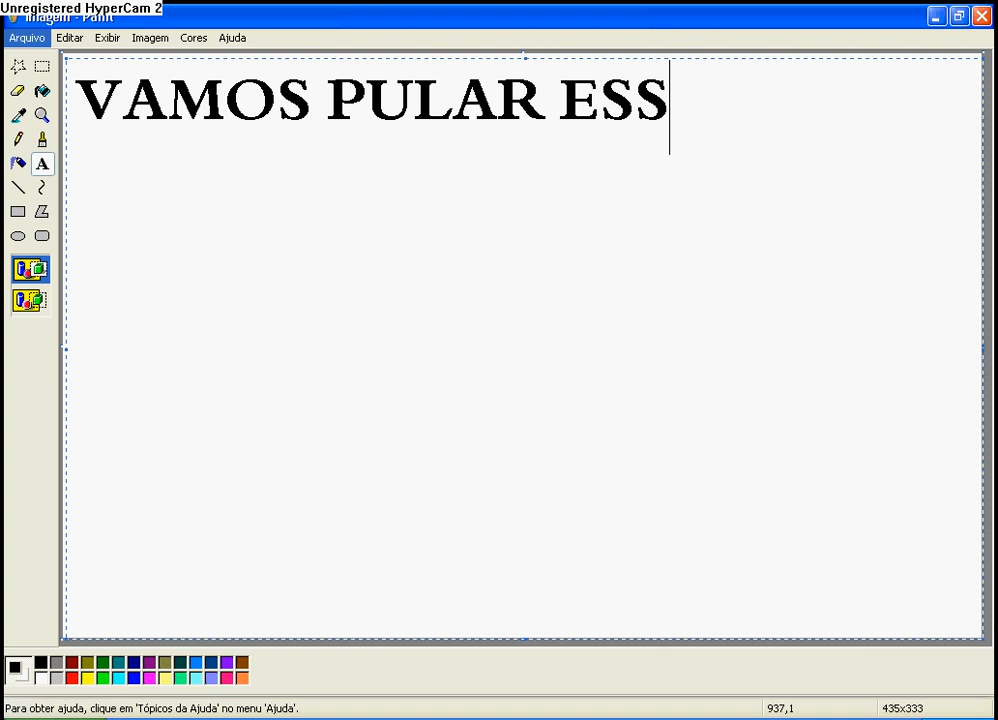 Unregistered HyperCam 2
Imagem - Paint
Arquivo Editar Exibir Imagem Cores Ajuda
A
VAMOS PULAR ESS
Para obter ajuda, clique em 'Tópicos da Ajuda' no menu 'Ajuda'.
937,1
435x333